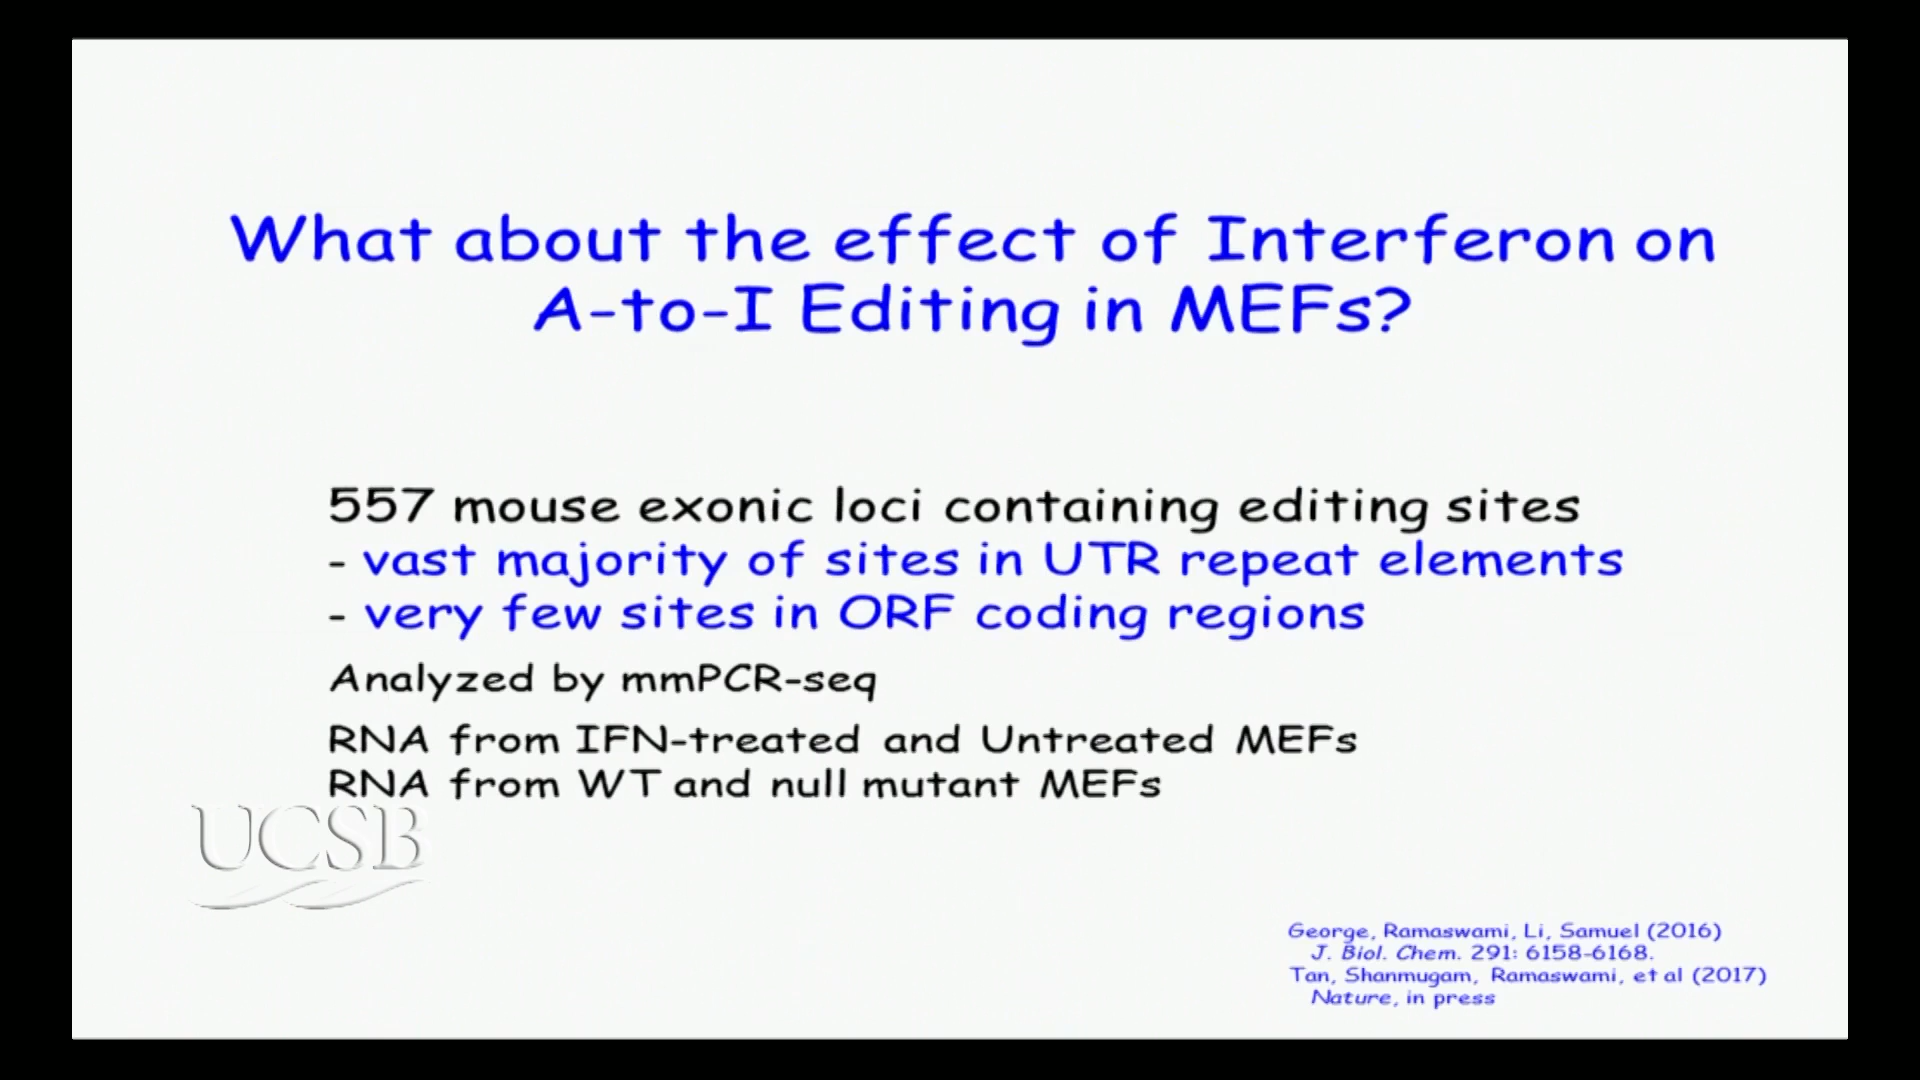 What about the effect of Interferon on
A-to-I Editing in MEFs?
557 mouse exonic loci containing editing sites
- vast majority of sites in UTR repeat elements
- very few sites in ORF coding regions
Analyzed by mmPCR-seq
RNA from IFN-treated and Untreated MEFs
RNA from WT and null mutant MEFs
UCSB
George, Ramaswami, Li, Samuel (2016)
J. Biol. Chem. 291: 6158-6168.
Tan, Shanmugam, Ramaswami, et al (2017)
Nature, in press